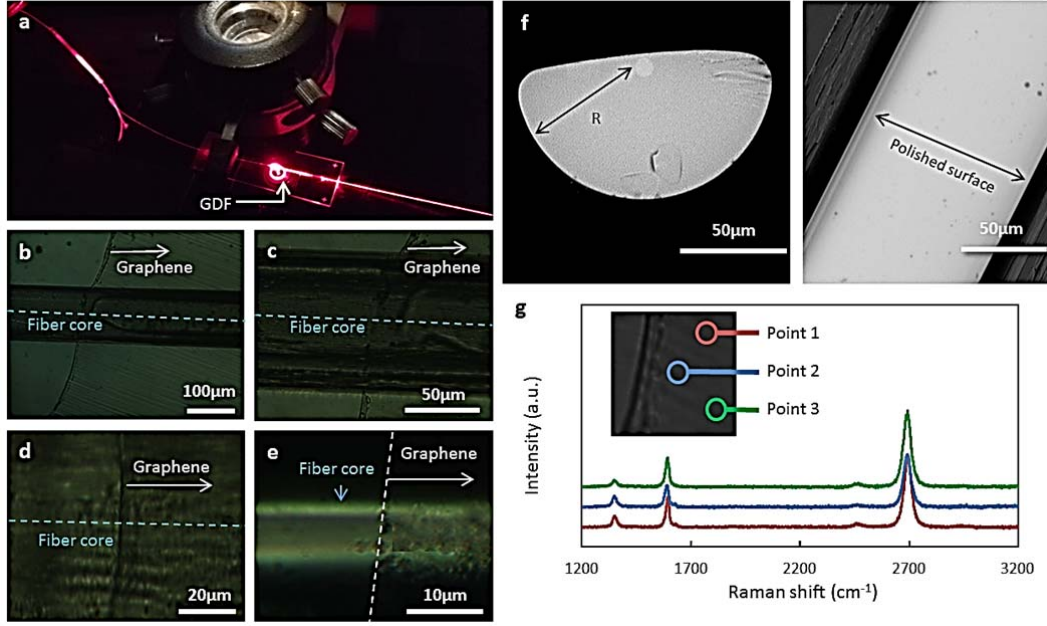 a
GDF
b
Graphene
Fiber core
100μm
c
Graphene
Fiber core
50μm
d
Graphene
Fiber core
20μm
e
Fiber core
Graphene
10μm
f
R
50μm
Polished surface
50μm
g
Point 1
Point 2
Point 3
Intensity (a.u.)
1200 1700 2200 2700 3200
Raman shift (cm⁻¹)